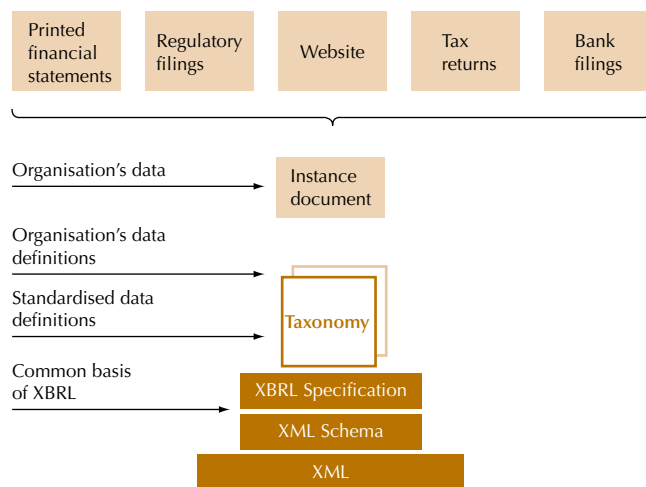 Printed
financial
statements
Regulatory
filings
Website
Tax
returns
Bank
filings
Organisation's data
Instance
document
Organisation's data
definitions
Standardised data
definitions
Taxonomy
Common basis
of XBRL
XBRL Specification
XML Schema
XML